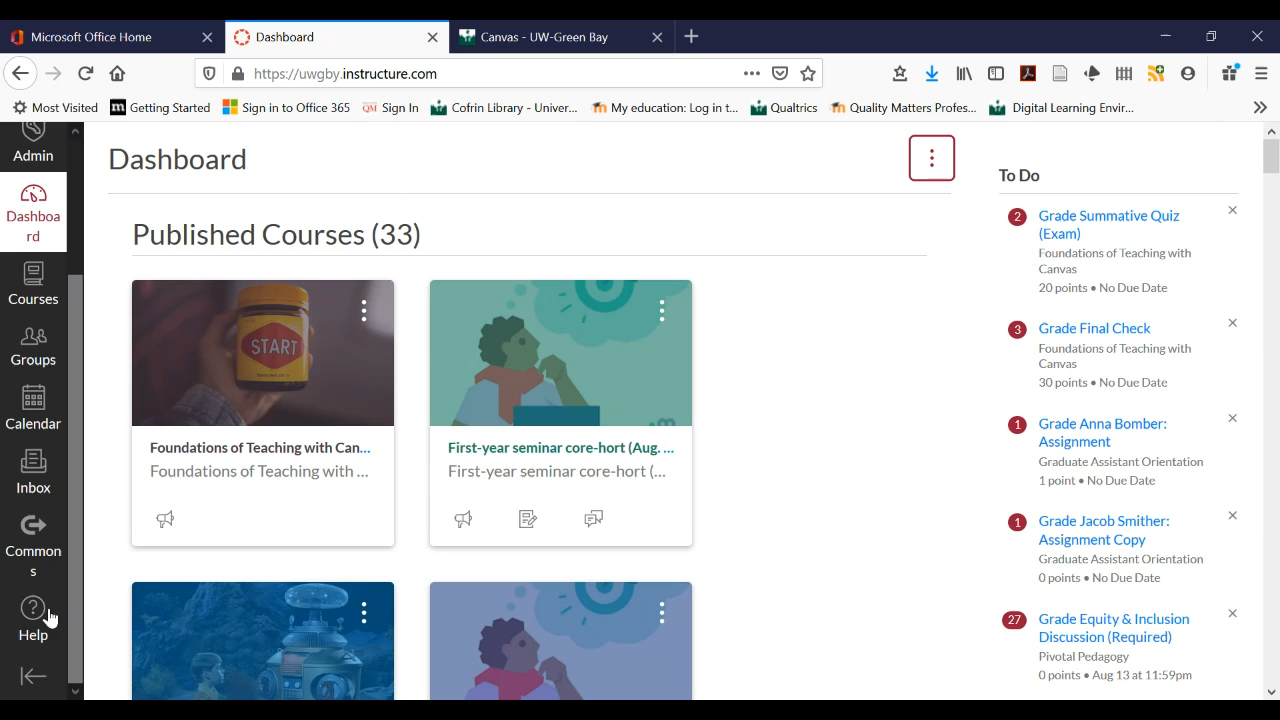 Microsoft Office Home
Dashboard
Canvas - UW-Green Bay
https://uwgby.instructure.com
Most Visited
Getting Started
Sign in to Office 365
QM Sign In
Cofrin Library - Univer...
My education: Log in t...
Qualtrics
Quality Matters Profes...
Digital Learning Envir...
Admin
Dashboa
rd
Courses
Groups
Calendar
Inbox
Common
s
Help
Dashboard
Published Courses (33)
START
Foundations of Teaching with Can...
Foundations of Teaching with ...
First-year seminar core-hort (Aug. ...
First-year seminar core-hort (...
To Do
2
Grade Summative Quiz
(Exam)
Foundations of Teaching with
Canvas
20 points • No Due Date
3
Grade Final Check
Foundations of Teaching with
Canvas
30 points • No Due Date
1
Grade Anna Bomber:
Assignment
Graduate Assistant Orientation
1 point • No Due Date
1
Grade Jacob Smither:
Assignment Copy
Graduate Assistant Orientation
0 points • No Due Date
27
Grade Equity & Inclusion
Discussion (Required)
Pivotal Pedagogy
0 points • Aug 13 at 11:59pm